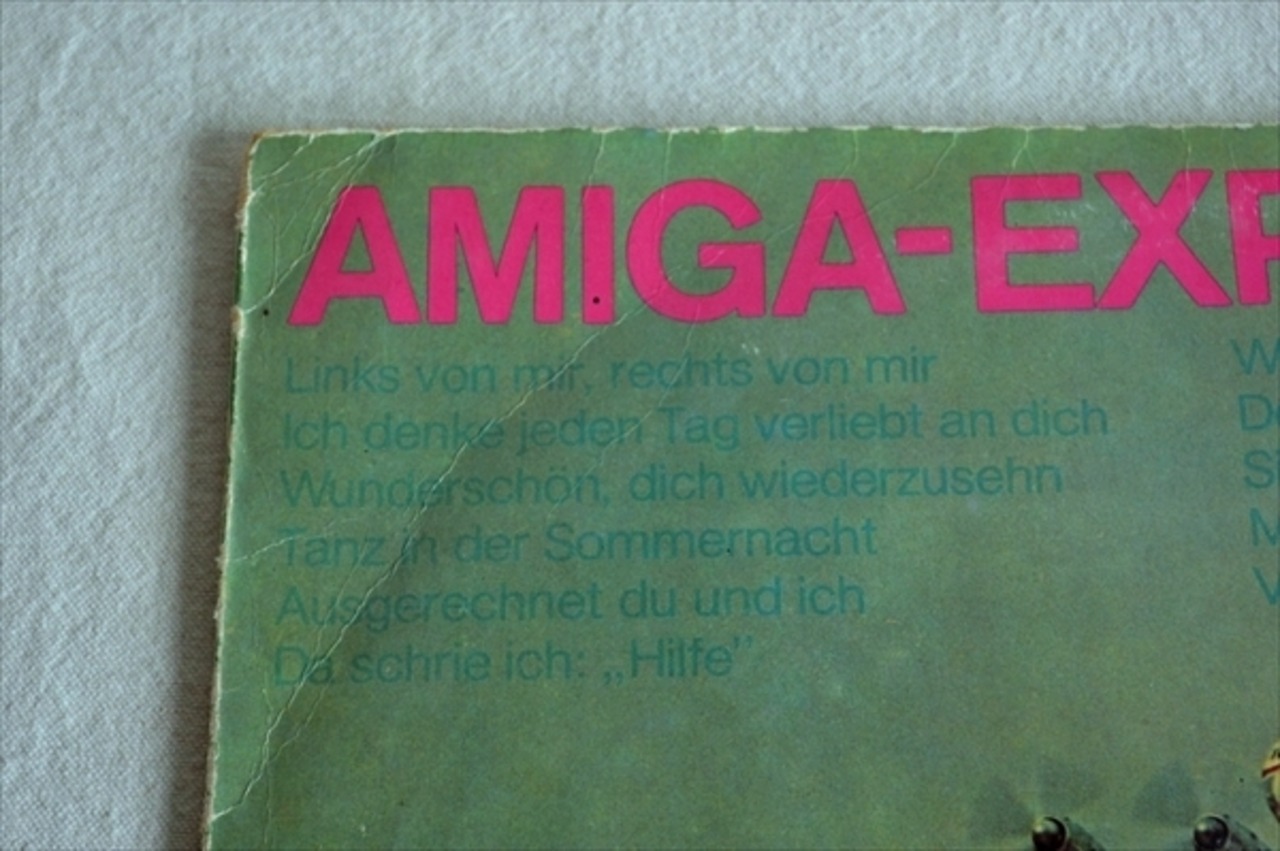 AMIGA-EXP
Links von mir, rechts von mir
Ich denke jeden Tag verliebt an dich
Wunderschön, dich wiederzusehn
Tanz in der Sommernacht
Ausgerechnet du und ich
Da schrie ich: „Hilfe”